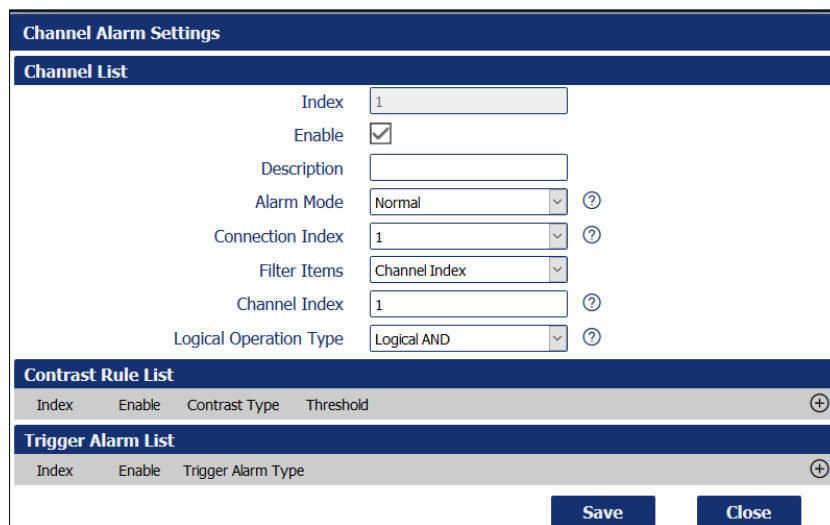 Channel Alarm Settings
Channel List
Index 1
Enable
Description
Alarm Mode Normal ?
Connection Index 1 ?
Filter Items Channel Index
Channel Index 1 ?
Logical Operation Type Logical AND ?
Contrast Rule List
Index Enable Contrast Type Threshold
Trigger Alarm List
Index Enable Trigger Alarm Type
Save Close